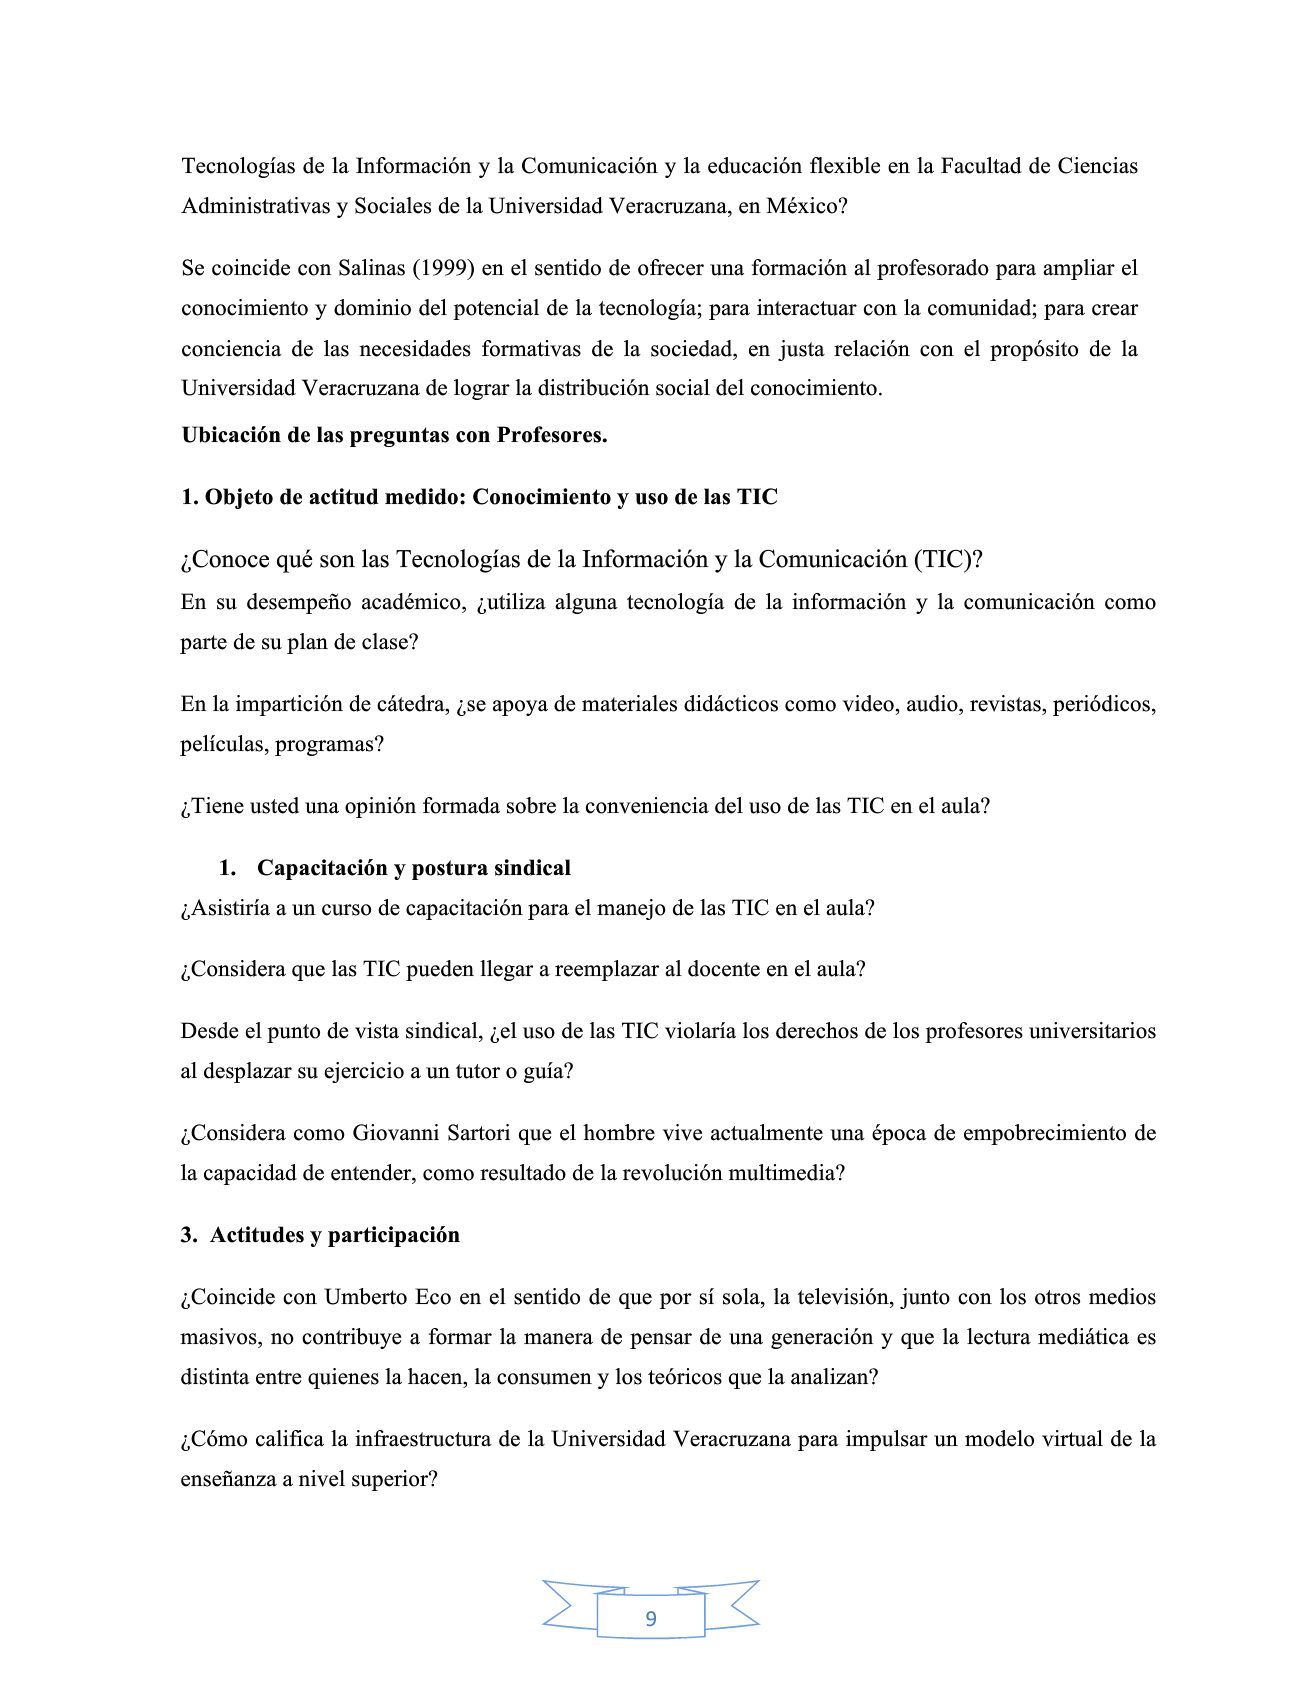 Tecnologías de la Información y la Comunicación y la educación flexible en la Facultad de Ciencias
Administrativas y Sociales de la Universidad Veracruzana, en México?
Se coincide con Salinas (1999) en el sentido de ofrecer una formación al profesorado para ampliar el
conocimiento y dominio del potencial de la tecnología; para interactuar con la comunidad; para crear
conciencia de las necesidades formativas de la sociedad, en justa relación con el propósito de la
Universidad Veracruzana de lograr la distribución social del conocimiento.
Ubicación de las preguntas con Profesores.
1. Objeto de actitud medido: Conocimiento y uso de las TIC
¿Conoce qué son las Tecnologías de la Información y la Comunicación (TIC)?
En su desempeño académico, ¿utiliza alguna tecnología de la información y la comunicación como
parte de su plan de clase?
En la impartición de cátedra, ¿se apoya de materiales didácticos como video, audio, revistas, periódicos,
películas, programas?
¿Tiene usted una opinión formada sobre la conveniencia del uso de las TIC en el aula?
1. Capacitación y postura sindical
¿Asistiría a un curso de capacitación para el manejo de las TIC en el aula?
¿Considera que las TIC pueden llegar a reemplazar al docente en el aula?
Desde el punto de vista sindical, ¿el uso de las TIC violaría los derechos de los profesores universitarios
al desplazar su ejercicio a un tutor o guía?
¿Considera como Giovanni Sartori que el hombre vive actualmente una época de empobrecimiento de
la capacidad de entender, como resultado de la revolución multimedia?
3. Actitudes y participación
¿Coincide con Umberto Eco en el sentido de que por sí sola, la televisión, junto con los otros medios
masivos, no contribuye a formar la manera de pensar de una generación y que la lectura mediática es
distinta entre quienes la hacen, la consumen y los teóricos que la analizan?
¿Cómo califica la infraestructura de la Universidad Veracruzana para impulsar un modelo virtual de la
enseñanza a nivel superior?
9